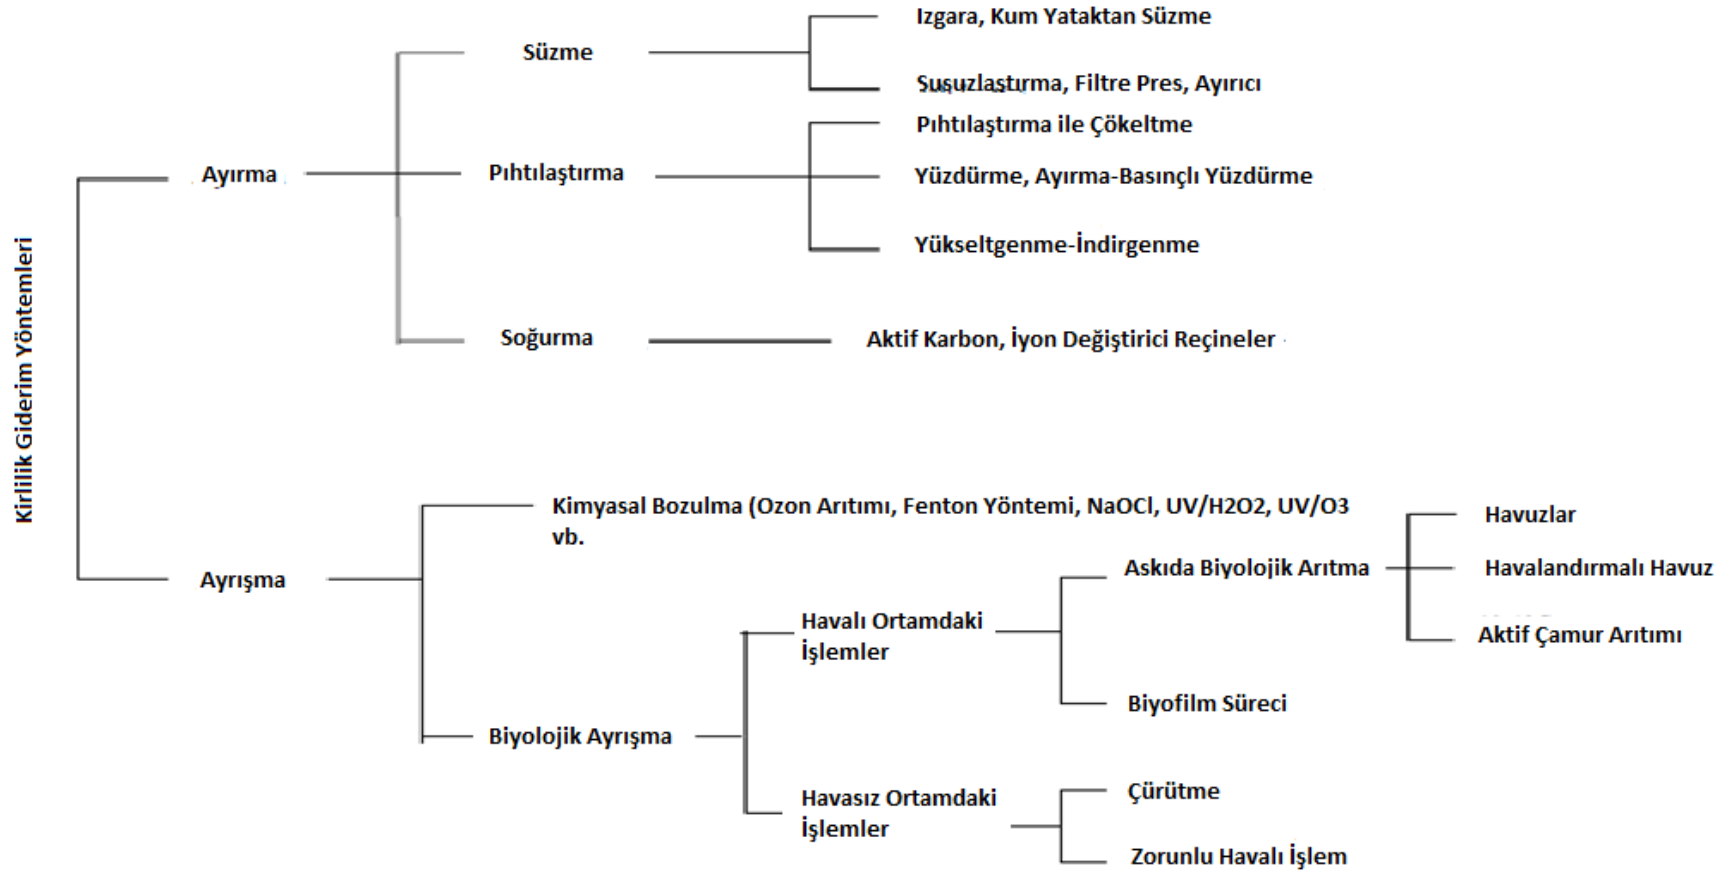 Kirlilik Giderim Yöntemleri
Ayırma
Süzme
Izgara, Kum Yataktan Süzme
Susuzlaştırma, Filtre Pres, Ayırıcı
Pıhtılaştırma
Pıhtılaştırma ile Çökeltme
Yüzdürme, Ayırma-Basınçlı Yüzdürme
Yükseltgenme-İndirgenme
Soğurma
Aktif Karbon, İyon Değiştirici Reçineler
Ayrışma
Kimyasal Bozulma (Ozon Arıtımı, Fenton Yöntemi, NaOCl, UV/H2O2, UV/O3
vb.
Biyolojik Ayrışma
Havalı Ortamdaki
İşlemler
Askıda Biyolojik Arıtma
Havuzlar
Havalandırmalı Havuz
Aktif Çamur Arıtımı
Biyofilm Süreci
Havasız Ortamdaki
İşlemler
Çürütme
Zorunlu Havalı İşlem